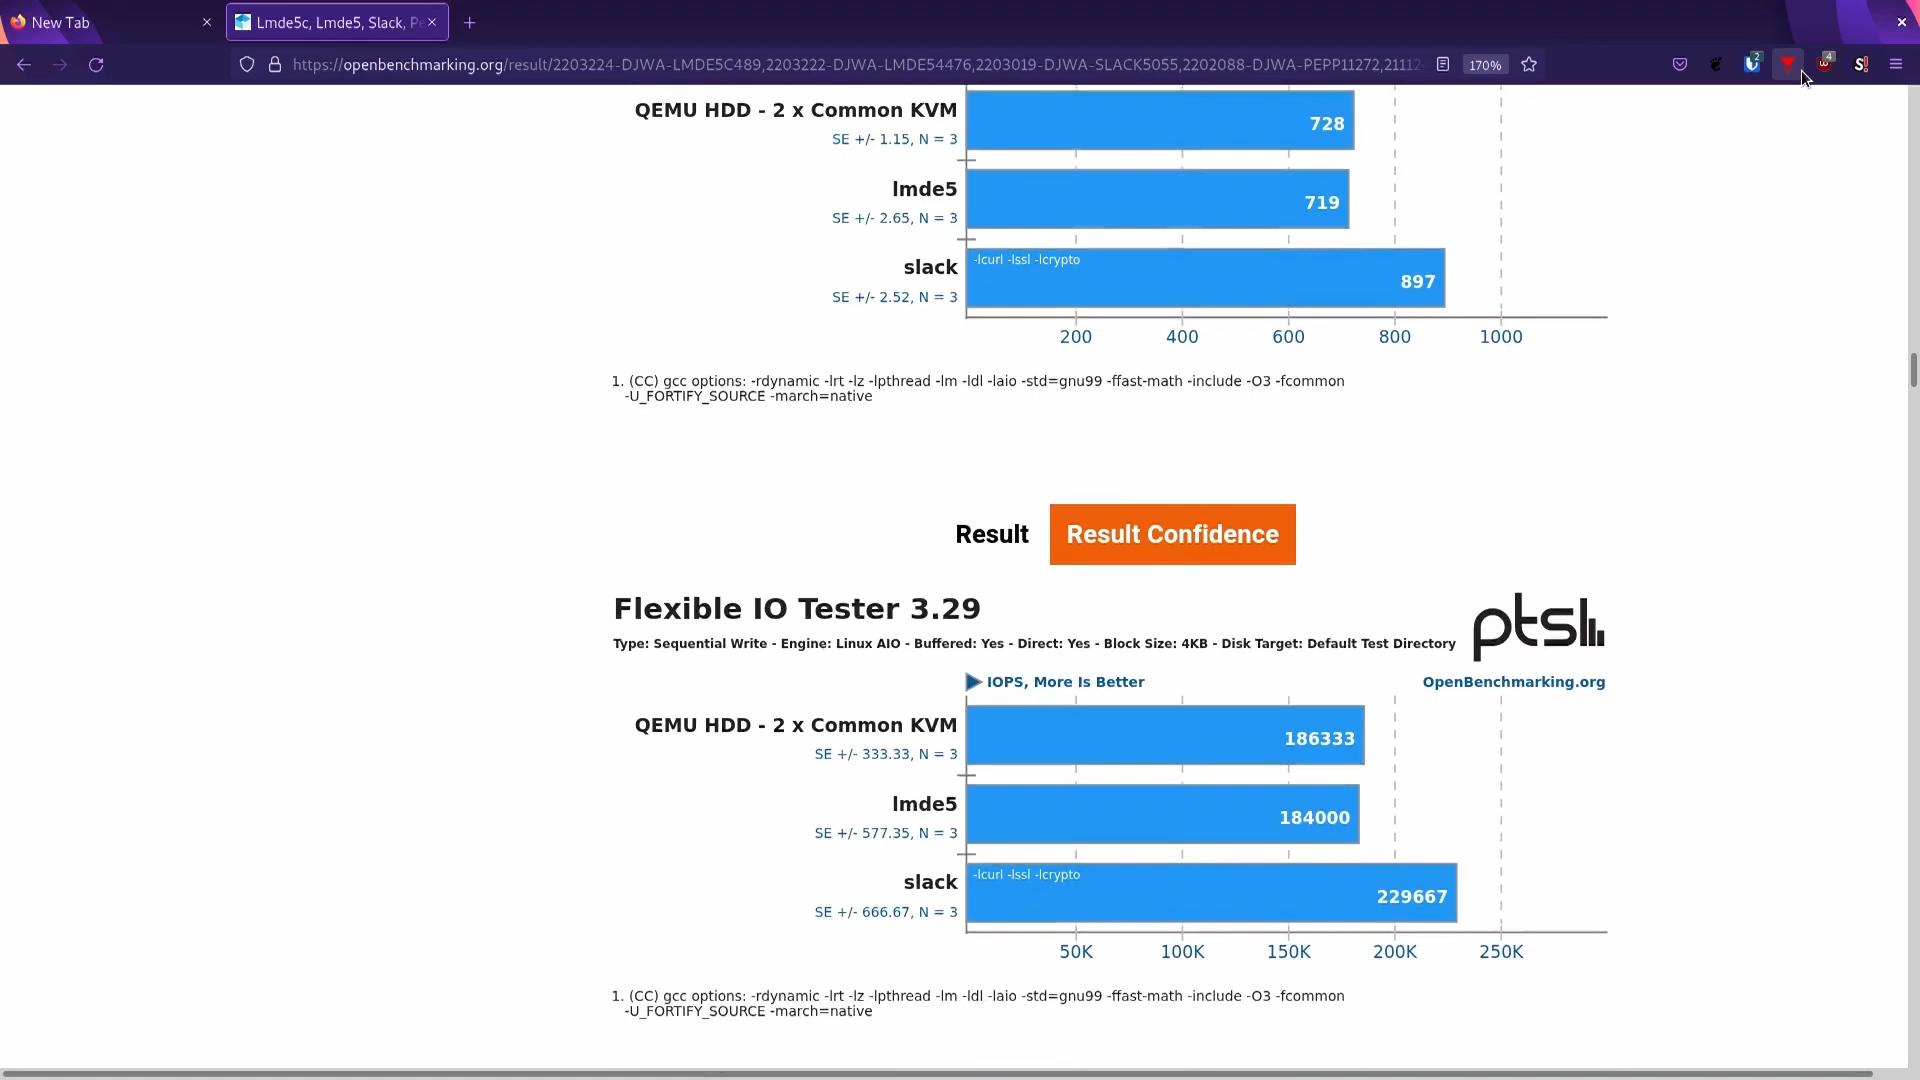 New Tab
Lmde5c, Lmde5, Slack, P
https://openbenchmarking.org/result/2203224-DJWA-LMDE5C489,2203222-DJWA-LMDE54476,2203019-DJWA-SLACK5055,2202088-DJWA-PEPP11272,21112
170%
2
4
S!
QEMU HDD - 2 x Common KVM
728
SE +/- 1.15, N = 3
lmde5
719
SE +/- 2.65, N = 3
slack
-lcurl -lssl -lcrypto
897
SE +/- 2.52, N = 3
200 400 600 800 1000
1. (CC) gcc options: -rdynamic -lrt -lz -lpthread -lm -ldl -laio -std=gnu99 -ffast-math -include -O3 -fcommon
-U_FORTIFY_SOURCE -march=native
Result Result Confidence
Flexible IO Tester 3.29
ptsl
Type: Sequential Write - Engine: Linux AIO - Buffered: Yes - Direct: Yes - Block Size: 4KB - Disk Target: Default Test Directory
IOPS, More Is Better
OpenBenchmarking.org
QEMU HDD - 2 x Common KVM
186333
SE +/- 333.33, N = 3
lmde5
184000
SE +/- 577.35, N = 3
slack
-lcurl -lssl -lcrypto
229667
SE +/- 666.67, N = 3
50K 100K 150K 200K 250K
1. (CC) gcc options: -rdynamic -lrt -lz -lpthread -lm -ldl -laio -std=gnu99 -ffast-math -include -O3 -fcommon
-U_FORTIFY_SOURCE -march=native